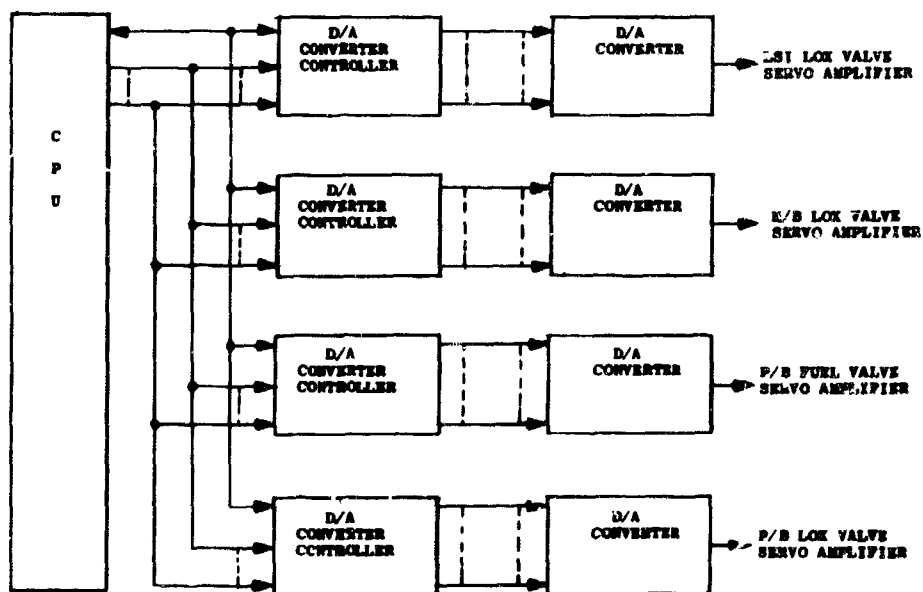 C
P
U
D/A
CONVERTER
CONTROLLER
D/A
CONVERTER
LSI LOX VALVE
SERVO AMPLIFIER
D/A
CONVERTER
CONTROLLER
D/A
CONVERTER
M/B LOX VALVE
SERVO AMPLIFIER
D/A
CONVERTER
CONTROLLER
D/A
CONVERTER
P/B FUEL VALVE
SERVO AMPLIFIER
D/A
CONVERTER
CONTROLLER
D/A
CONVERTER
P/B LOX VALVE
SERVO AMPLIFIER